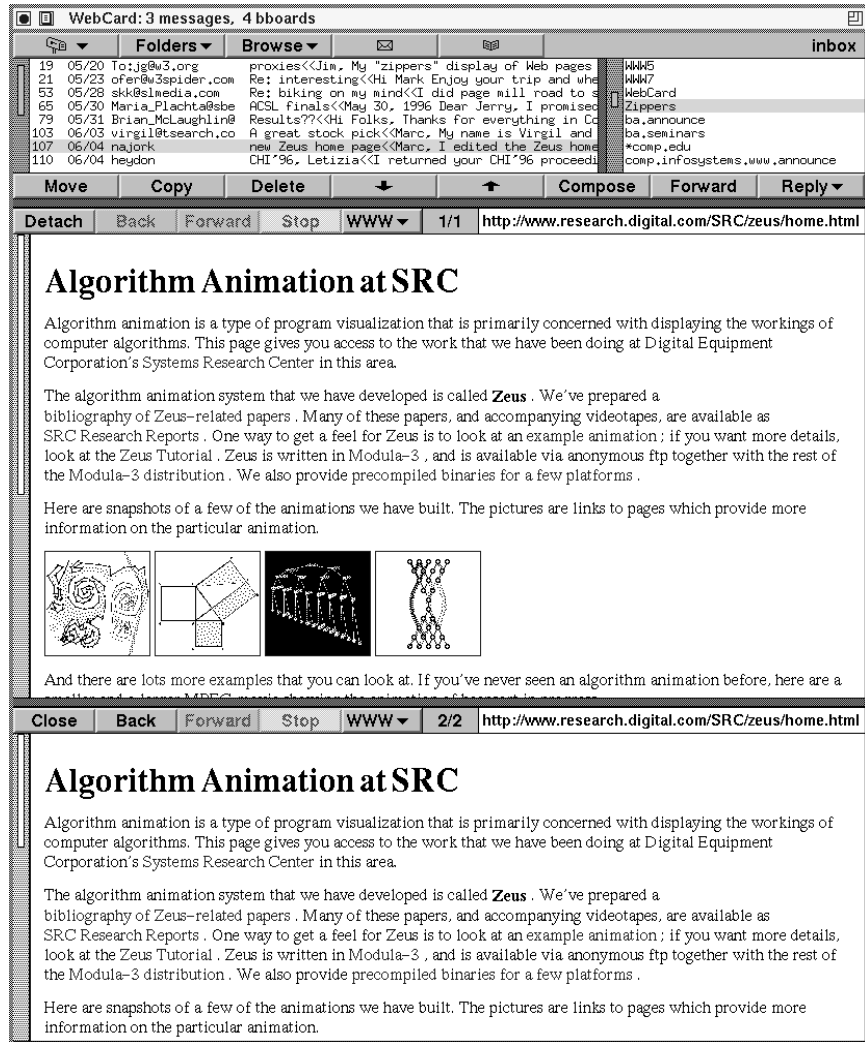 WebCard: 3 messages, 4 bboards
Folders Browse inbox
19 05/20 To:jg@w3.org proxies<<Jim, My "zippers" display of Web pages
21 05/23 ofer@w3spider.com Re: interesting<<Hi Mark Enjoy your trip and whe
53 05/28 skk@slmedia.com Re: biking on my mind<<I did page mill road to s
65 05/30 Maria_Plachta@sbe ACSL finals<<May 30, 1996 Dear Jerry, I promised
79 05/31 Brian_McLaughlin@ Results??<<Hi Folks, Thanks for everything in Co
103 06/03 virgil@tsearch.co A great stock pick<<Marc, My name is Virgil and
107 06/04 najork new Zeus home page<<Marc, I edited the Zeus home
110 06/04 heydon CHI'96, Letizia<<I returned your CHI'96 proceedi
WWW5
WWW7
WebCard
Zippers
ba.announce
ba.seminars
*comp.edu
comp.infosystems.www.announce
Move Copy Delete Compose Forward Reply
Detach Back Forward Stop WWW 1/1 http://www.research.digital.com/SRC/zeus/home.html
Algorithm Animation at SRC
Algorithm animation is a type of program visualization that is primarily concerned with displaying the workings of
computer algorithms. This page gives you access to the work that we have been doing at Digital Equipment
Corporation's Systems Research Center in this area.
The algorithm animation system that we have developed is called Zeus . We've prepared a
bibliography of Zeus-related papers . Many of these papers, and accompanying videotapes, are available as
SRC Research Reports . One way to get a feel for Zeus is to look at an example animation ; if you want more details,
look at the Zeus Tutorial . Zeus is written in Modula-3 , and is available via anonymous ftp together with the rest of
the Modula-3 distribution . We also provide precompiled binaries for a few platforms .
Here are snapshots of a few of the animations we have built. The pictures are links to pages which provide more
information on the particular animation.
And there are lots more examples that you can look at. If you've never seen an algorithm animation before, here are a
Close Back Forward Stop WWW 2/2 http://www.research.digital.com/SRC/zeus/home.html
Algorithm Animation at SRC
Algorithm animation is a type of program visualization that is primarily concerned with displaying the workings of
computer algorithms. This page gives you access to the work that we have been doing at Digital Equipment
Corporation's Systems Research Center in this area.
The algorithm animation system that we have developed is called Zeus . We've prepared a
bibliography of Zeus-related papers . Many of these papers, and accompanying videotapes, are available as
SRC Research Reports . One way to get a feel for Zeus is to look at an example animation ; if you want more details,
look at the Zeus Tutorial . Zeus is written in Modula-3 , and is available via anonymous ftp together with the rest of
the Modula-3 distribution . We also provide precompiled binaries for a few platforms .
Here are snapshots of a few of the animations we have built. The pictures are links to pages which provide more
information on the particular animation.